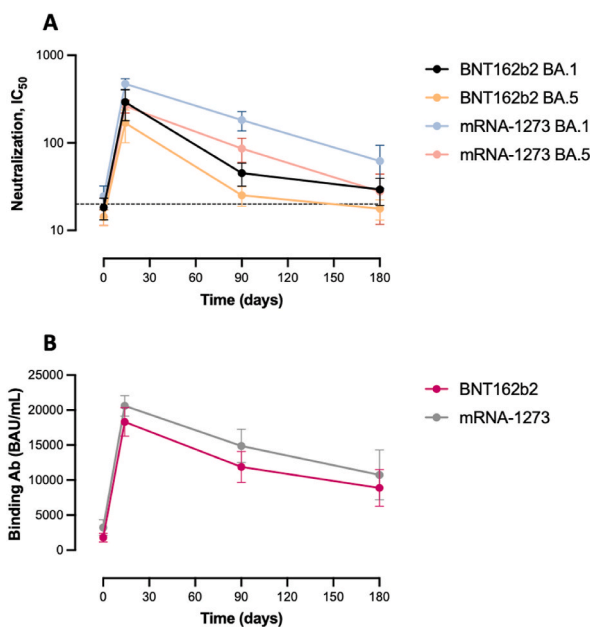 A
Neutralization, IC50
1000
100
10
0 30 60 90 120 150 180
Time (days)
BNT162b2 BA.1
BNT162b2 BA.5
mRNA-1273 BA.1
mRNA-1273 BA.5
B
Binding Ab (BAU/mL)
25000
20000
15000
10000
5000
0
0 30 60 90 120 150 180
Time (days)
BNT162b2
mRNA-1273